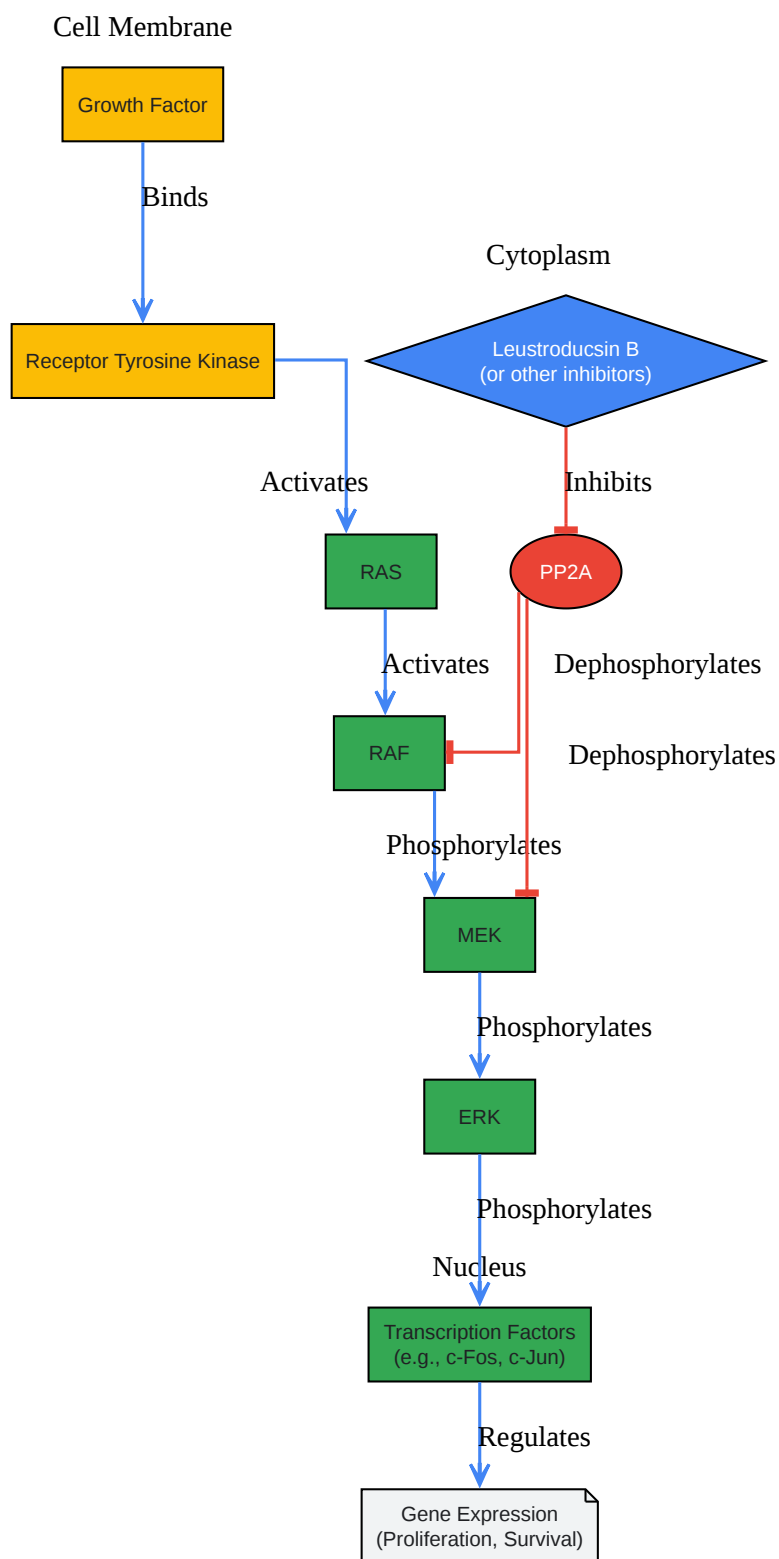 Cell Membrane
Growth Factor
Binds
Cytoplasm
Receptor Tyrosine Kinase
Leustroducsin B
(or other inhibitors)
Activates
Inhibits
RAS
PP2A
Activates
Dephosphorylates
RAF
Dephosphorylates
Phosphorylates
MEK
Phosphorylates
ERK
Phosphorylates
Nucleus
Transcription Factors
(e.g., c-Fos, c-Jun)
Regulates
Gene Expression
(Proliferation, Survival)